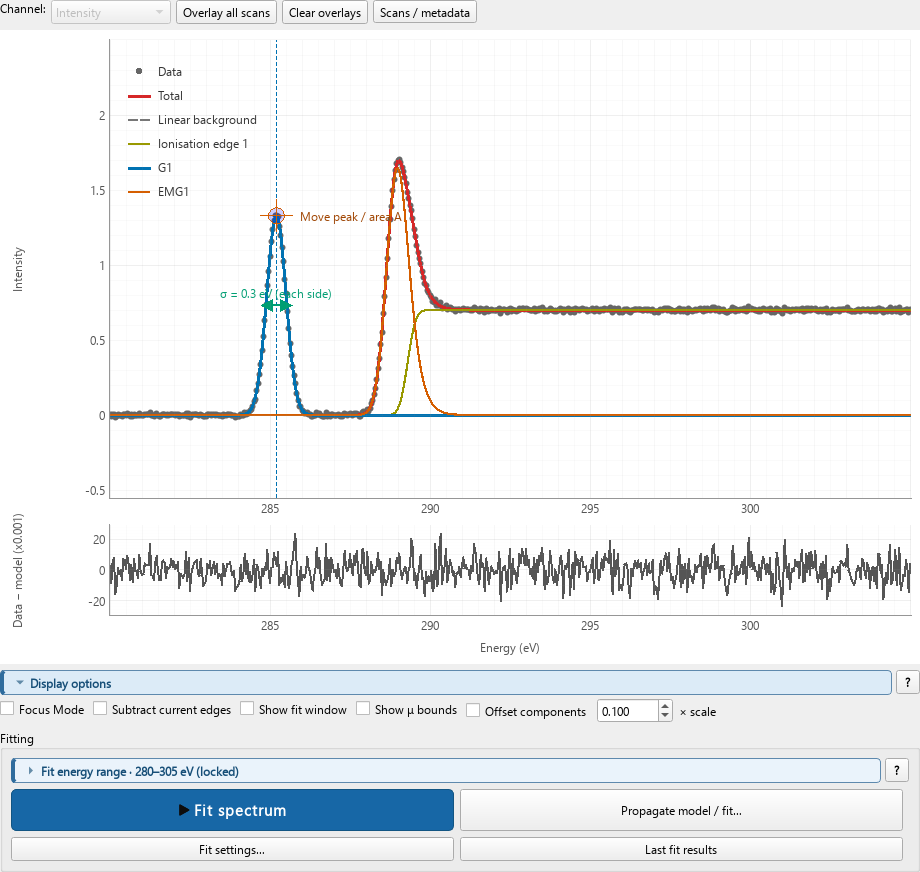 Channel: Intensity Overlay all scans Clear overlays Scans / metadata
Data
Total
Linear background
Ionisation edge 1
G1
EMG1
Move peak / area A
σ = 0.3 eV (each side)
Intensity
2
1.5
1
0.5
0
-0.5
285 290 295 300
Data − model (x0.001)
20
0
-20
285 290 295 300
Energy (eV)
Display options ?
Focus Mode Subtract current edges Show fit window Show μ bounds Offset components 0.100 × scale
Fitting
Fit energy range · 280–305 eV (locked) ?
Fit spectrum Propagate model / fit...
Fit settings... Last fit results